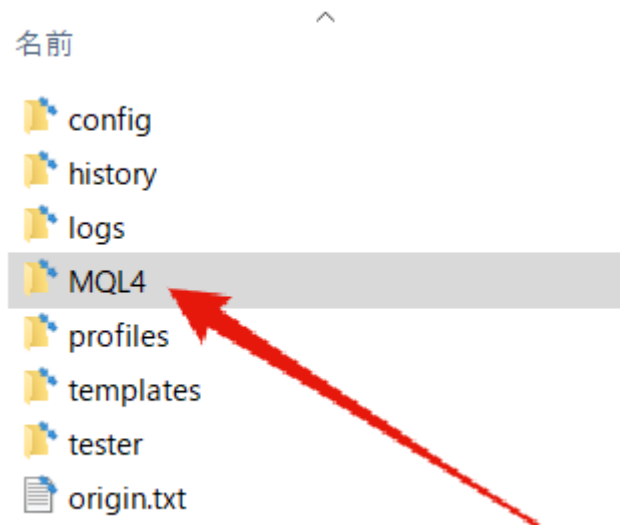 名前
config
history
logs
MQL4
profiles
templates
tester
origin.txt